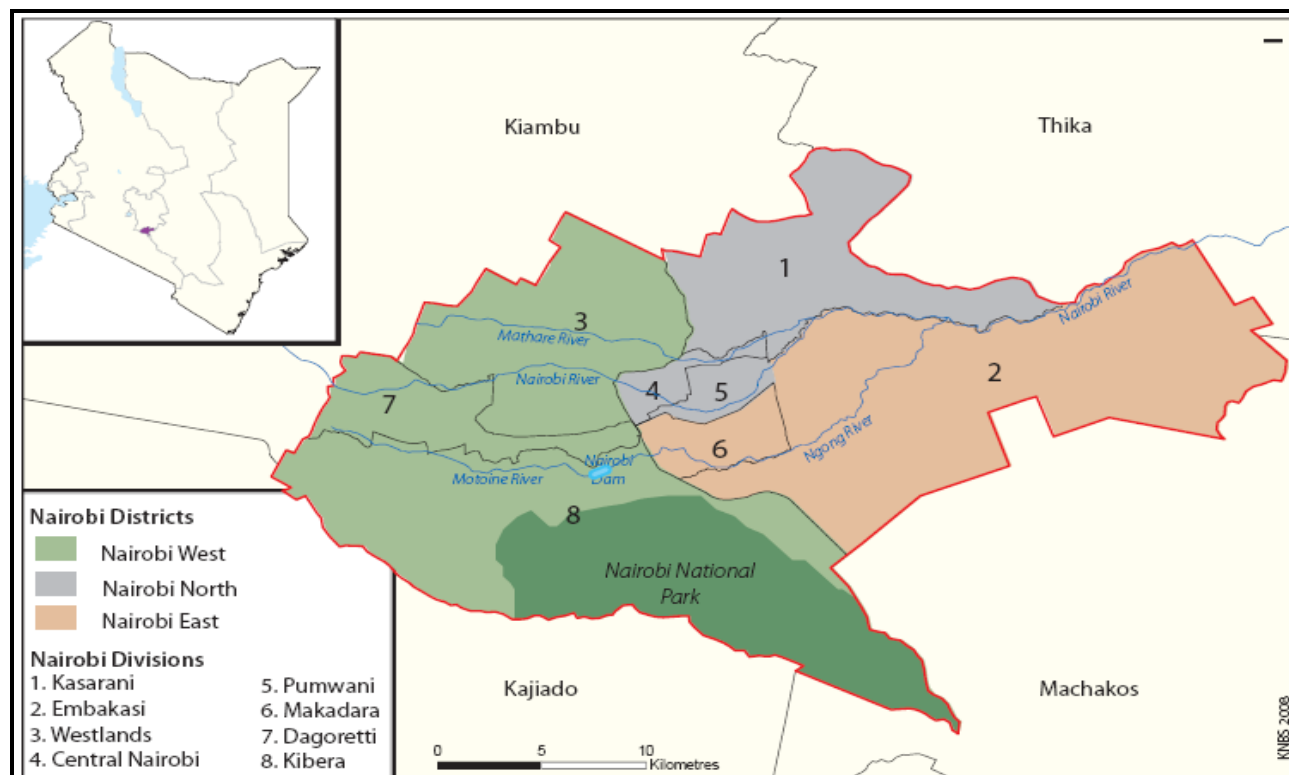 Kiambu
Thika
1
3
Mathare River
Nairobi River
Nairobi River
4
5
2
7
6
Ngong River
Nairobi
Dam
Motoine River
8
Nairobi National
Park
Kajiado
Machakos
Nairobi Districts
Nairobi West
Nairobi North
Nairobi East
Nairobi Divisions
1. Kasarani
2. Embakasi
3. Westlands
4. Central Nairobi
5. Pumwani
6. Makadara
7. Dagoretti
8. Kibera
0 5 10
Kilometres
KNBS 2008